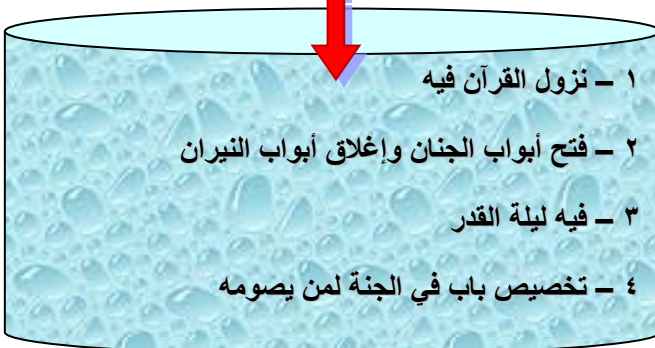 ١ – نزول القرآن فيه
٢ – فتح أبواب الجنان وإغلاق أبواب النيران
٣ – فيه ليلة القدر
٤ – تخصيص باب في الجنة لمن يصومه